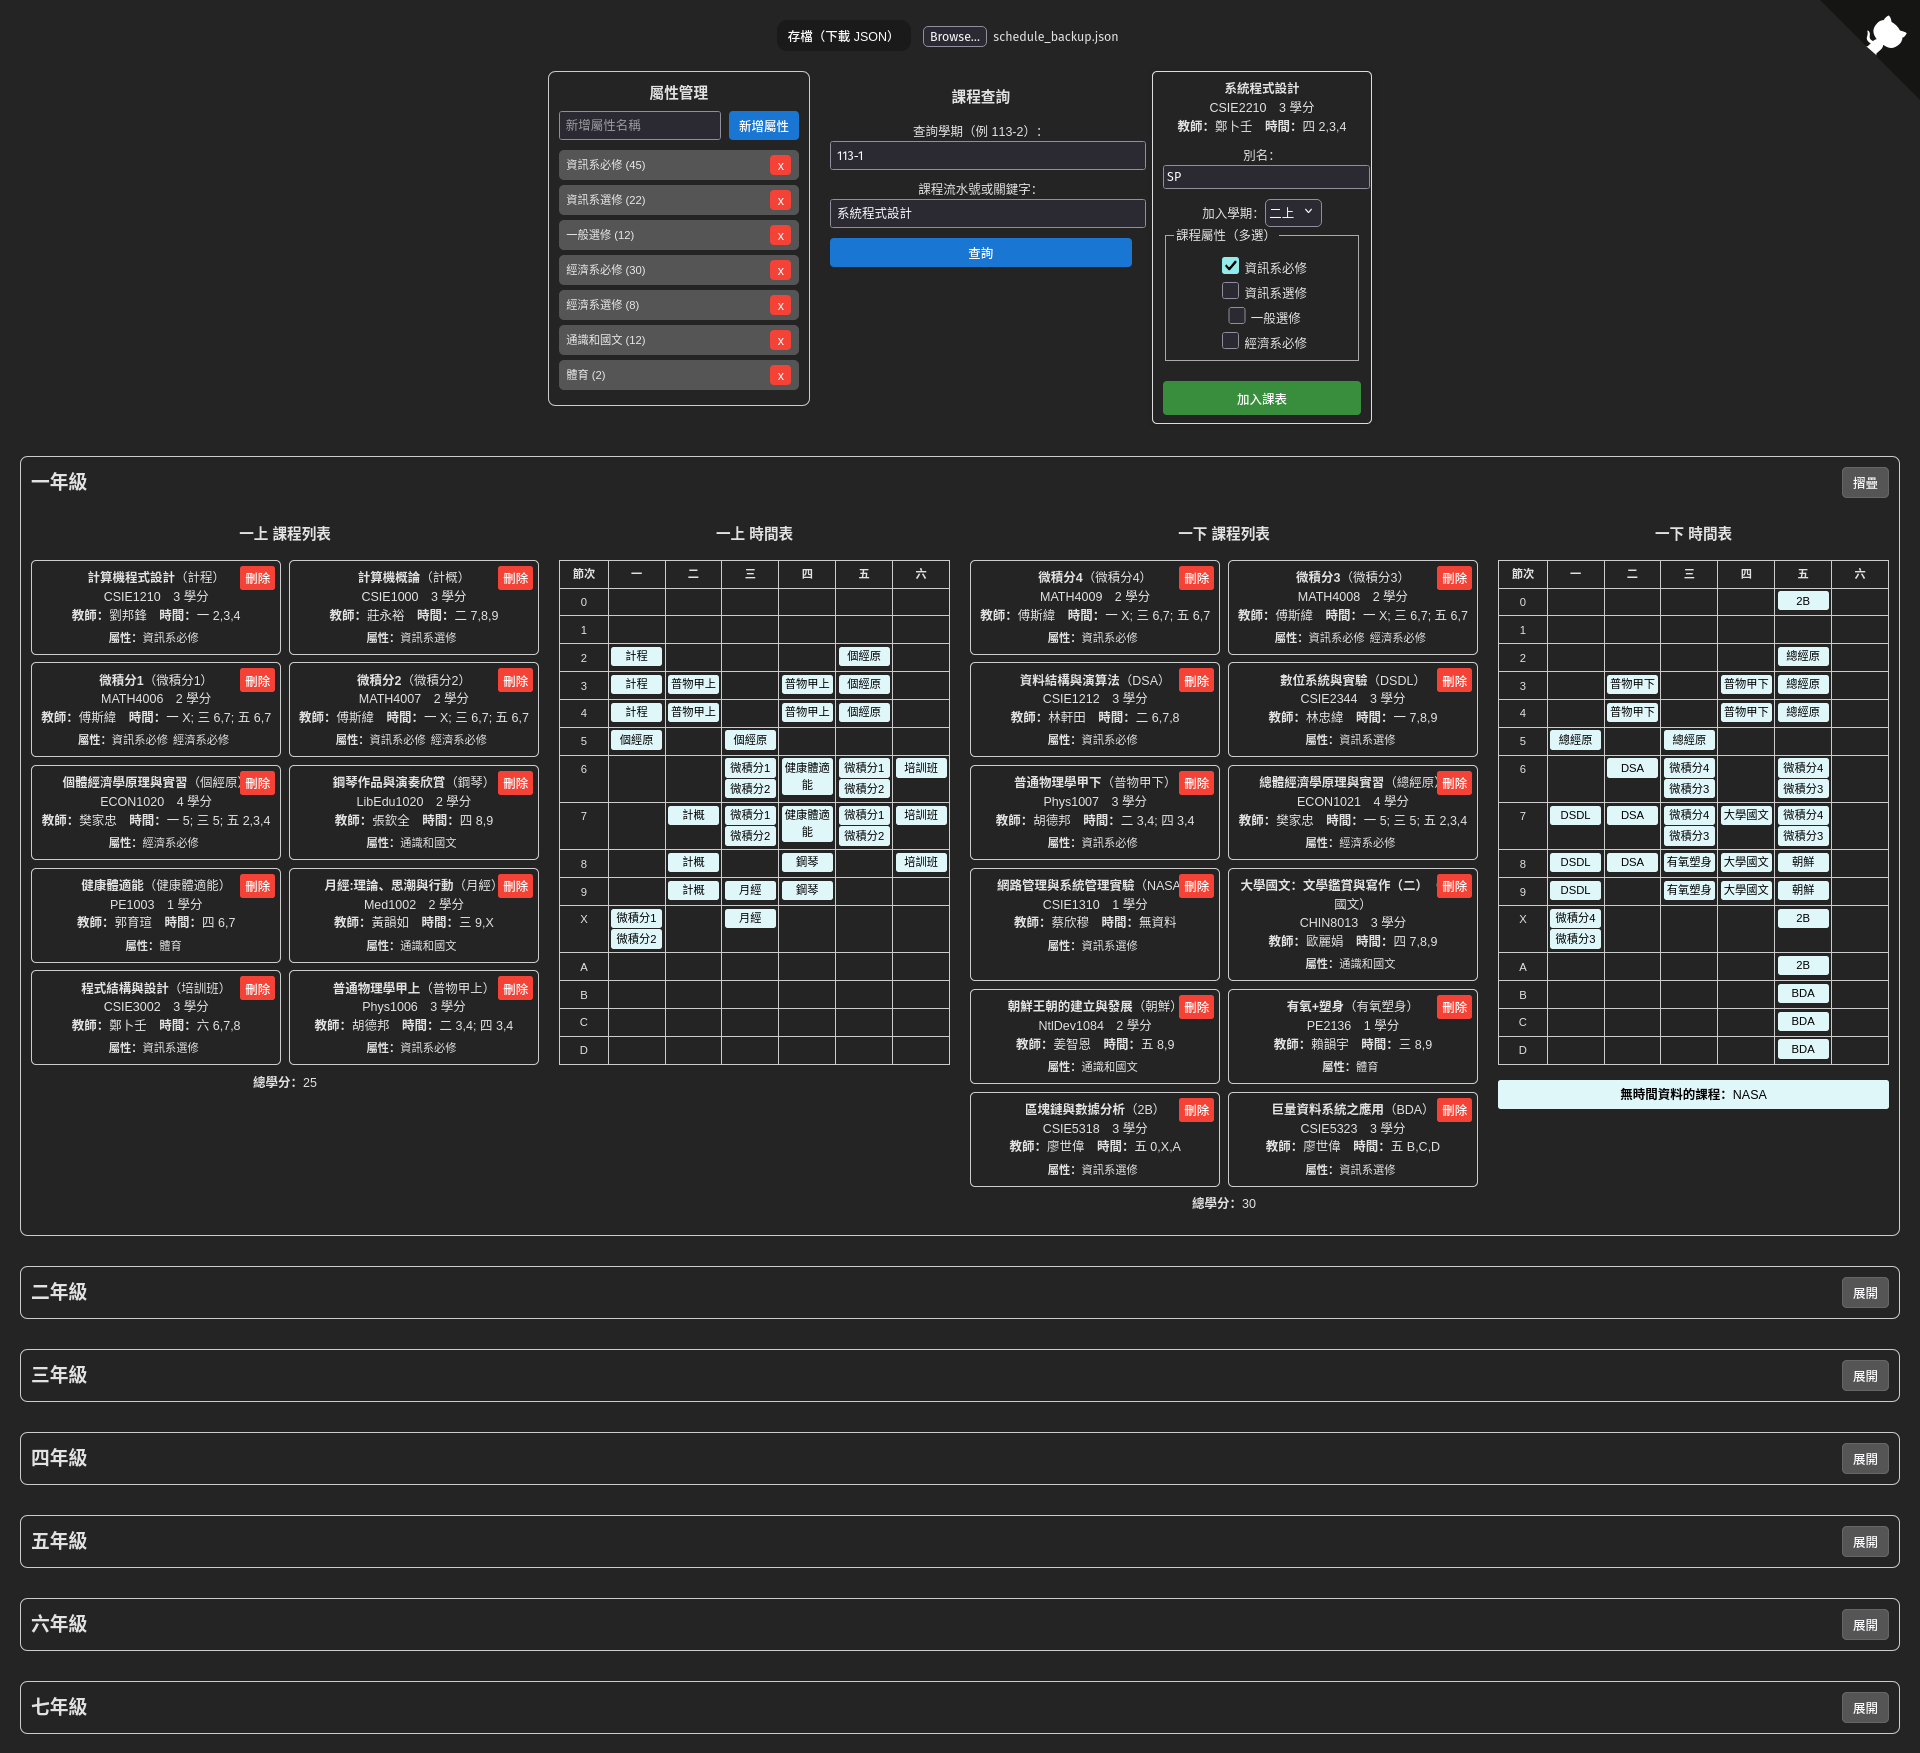 存檔（下載 JSON）
Browse... schedule_backup.json
屬性管理
新增屬性名稱 新增屬性
資訊系必修 (45) x
資訊系選修 (22) x
一般選修 (12) x
經濟系必修 (30) x
經濟系選修 (8) x
通識和國文 (12) x
體育 (2) x
課程查詢
查詢學期（例 113-2）：
113-1
課程流水號或關鍵字：
系統程式設計
查詢
系統程式設計
CSIE2210 3 學分
教師：鄭卜壬 時間：四 2,3,4
別名：
SP
加入學期： 二上
課程屬性（多選）
資訊系必修
資訊系選修
一般選修
經濟系必修
加入課表
一年級 摺疊
一上 課程列表
計算機程式設計（計程） 刪除
CSIE1210 3 學分
教師：劉邦鋒 時間：一 2,3,4
屬性：資訊系必修
計算機概論（計概） 刪除
CSIE1000 3 學分
教師：莊永裕 時間：二 7,8,9
屬性：資訊系選修
微積分1（微積分1） 刪除
MATH4006 2 學分
教師：傅斯緯 時間：一 X; 三 6,7; 五 6,7
屬性：資訊系必修 經濟系必修
微積分2（微積分2） 刪除
MATH4007 2 學分
教師：傅斯緯 時間：一 X; 三 6,7; 五 6,7
屬性：資訊系必修 經濟系必修
個體經濟學原理與實習（個經原） 刪除
ECON1020 4 學分
教師：樊家忠 時間：一 5; 三 5; 五 2,3,4
屬性：經濟系必修
鋼琴作品與演奏欣賞（鋼琴） 刪除
LibEdu1020 2 學分
教師：張欽全 時間：四 8,9
屬性：通識和國文
健康體適能（健康體適能） 刪除
PE1003 1 學分
教師：郭育瑄 時間：四 6,7
屬性：體育
月經:理論、思潮與行動（月經） 刪除
Med1002 2 學分
教師：黃韻如 時間：三 9,X
屬性：通識和國文
程式結構與設計（培訓班） 刪除
CSIE3002 3 學分
教師：鄭卜壬 時間：六 6,7,8
屬性：資訊系選修
普通物理學甲上（普物甲上） 刪除
Phys1006 3 學分
教師：胡德邦 時間：二 3,4; 四 3,4
屬性：資訊系必修
總學分：25
一上 時間表
節次 一 二 三 四 五 六
0
1
2 計程 個經原
3 計程 普物甲上 普物甲上 個經原
4 計程 普物甲上 普物甲上 個經原
5 個經原 個經原
6 微積分1 微積分2 健康體適能 微積分1 微積分2 培訓班
7 計概 微積分1 微積分2 健康體適能 微積分1 微積分2 培訓班
8 計概 鋼琴 培訓班
9 計概 月經 鋼琴
X 微積分1 微積分2 月經
A
B
C
D
一下 課程列表
微積分4（微積分4） 刪除
MATH4009 2 學分
教師：傅斯緯 時間：一 X; 三 6,7; 五 6,7
屬性：資訊系必修
微積分3（微積分3） 刪除
MATH4008 2 學分
教師：傅斯緯 時間：一 X; 三 6,7; 五 6,7
屬性：資訊系必修 經濟系必修
資料結構與演算法（DSA） 刪除
CSIE1212 3 學分
教師：林軒田 時間：二 6,7,8
屬性：資訊系必修
數位系統與實驗（DSDL） 刪除
CSIE2344 3 學分
教師：林忠緯 時間：一 7,8,9
屬性：資訊系選修
普通物理學甲下（普物甲下） 刪除
Phys1007 3 學分
教師：胡德邦 時間：二 3,4; 四 3,4
屬性：資訊系必修
總體經濟學原理與實習（總經原） 刪除
ECON1021 4 學分
教師：樊家忠 時間：一 5; 三 5; 五 2,3,4
屬性：經濟系必修
網路管理與系統管理實驗（NASA 刪除
CSIE1310 1 學分
教師：蔡欣穆 時間：無資料
屬性：資訊系選修
大學國文：文學鑑賞與寫作（二） 刪除
國文）
CHIN8013 3 學分
教師：歐麗娟 時間：四 7,8,9
屬性：通識和國文
朝鮮王朝的建立與發展（朝鮮） 刪除
NtlDev1084 2 學分
教師：姜智恩 時間：五 8,9
屬性：通識和國文
有氧+塑身（有氧塑身） 刪除
PE2136 1 學分
教師：賴韻宇 時間：三 8,9
屬性：體育
區塊鏈與數據分析（2B） 刪除
CSIE5318 3 學分
教師：廖世偉 時間：五 0,X,A
屬性：資訊系選修
巨量資料系統之應用（BDA） 刪除
CSIE5323 3 學分
教師：廖世偉 時間：五 B,C,D
屬性：資訊系選修
總學分：30
一下 時間表
節次 一 二 三 四 五 六
0 2B
1
2 總經原
3 普物甲下 普物甲下 總經原
4 普物甲下 普物甲下 總經原
5 總經原 總經原
6 DSA 微積分4 微積分3 微積分4 微積分3
7 DSDL DSA 微積分4 微積分3 大學國文 微積分4 微積分3
8 DSDL DSA 有氧塑身 大學國文 朝鮮
9 DSDL 有氧塑身 大學國文 朝鮮
X 微積分4 微積分3 2B
A 2B
B BDA
C BDA
D BDA
無時間資料的課程：NASA
二年級 展開
三年級 展開
四年級 展開
五年級 展開
六年級 展開
七年級 展開